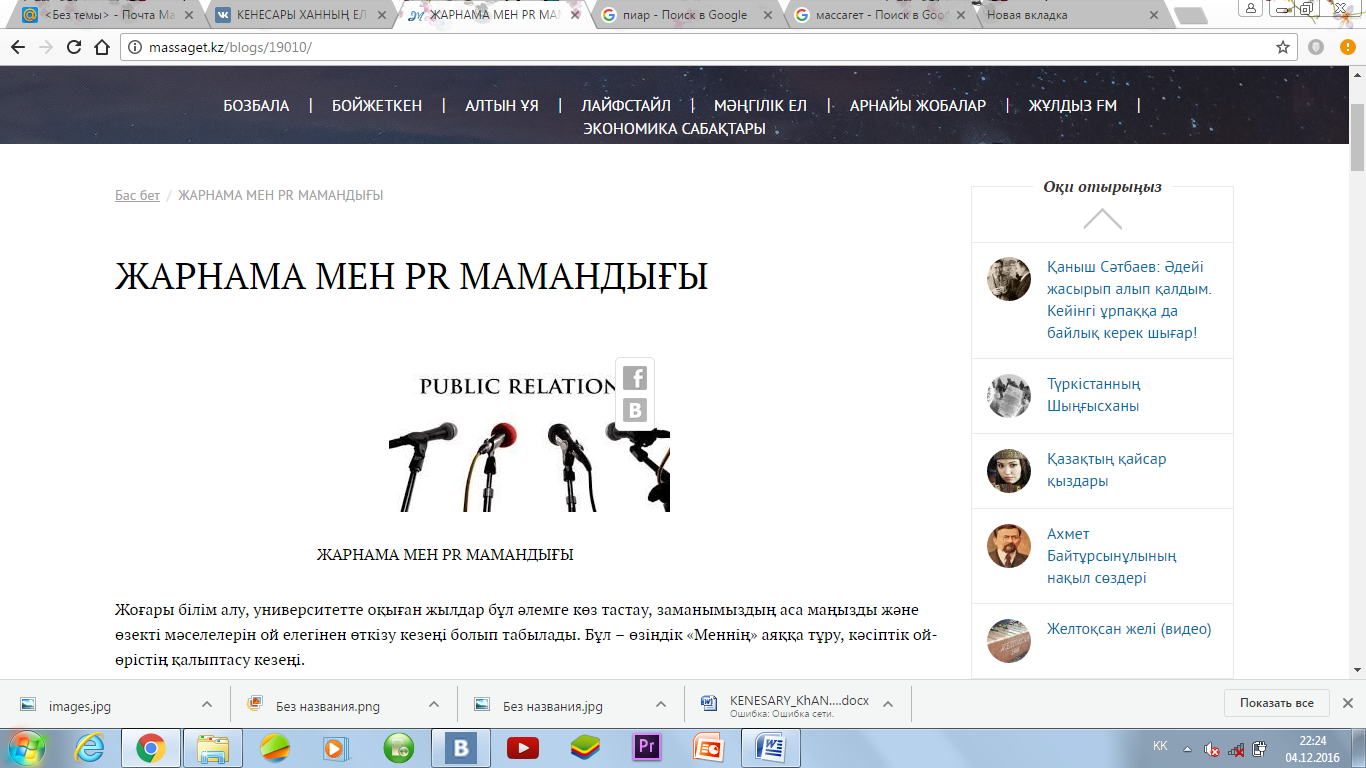 <Без темы> - Почта Ма
КЕНЕСАРЫ ХАННЫҢ ЕЛ
ЖАРНАМА МЕН PR МАМ
пиар - Поиск в Google
массагет - Поиск в Goo
Новая вкладка
massaget.kz/blogs/19010/
БОЗБАЛА | БОЙЖЕТКЕН | АЛТЫН ҰЯ | ЛАЙФСТАЙЛ | МӘҢГІЛІК ЕЛ | АРНАЙЫ ЖОБАЛАР | ЖҰЛДЫЗ FM |
ЭКОНОМИКА САБАҚТАРЫ
Бас бет / ЖАРНАМА МЕН PR МАМАНДЫҒЫ
ЖАРНАМА МЕН PR МАМАНДЫҒЫ
PUBLIC RELATION
ЖАРНАМА МЕН PR МАМАНДЫҒЫ
Жоғары білім алу, университетте оқыған жылдар бұл әлемге көз тастау, заманымыздың аса маңызды және
өзекті мәселелерін ой елегінен өткізу кезеңі болып табылады. Бұл – өзіндік «Меннің» аяққа тұру, кәсіптік ой-
өрістің қалыптасу кезеңі.
Оқи отырыңыз
Қаныш Сәтбаев: Әдейі
жасырып алып қалдым.
Кейінгі ұрпаққа да
байлық керек шығар!
Түркістанның
Шыңғысханы
Қазақтың қайсар
қыздары
Ахмет
Байтұрсынұлының
нақыл сөздері
Желтоқсан желі (видео)
images.jpg
Без названия.png
Без названия.jpg
KENESARY_KhAN....docx
Ошибка: Ошибка сети.
Показать все
KK
22:24
04.12.2016